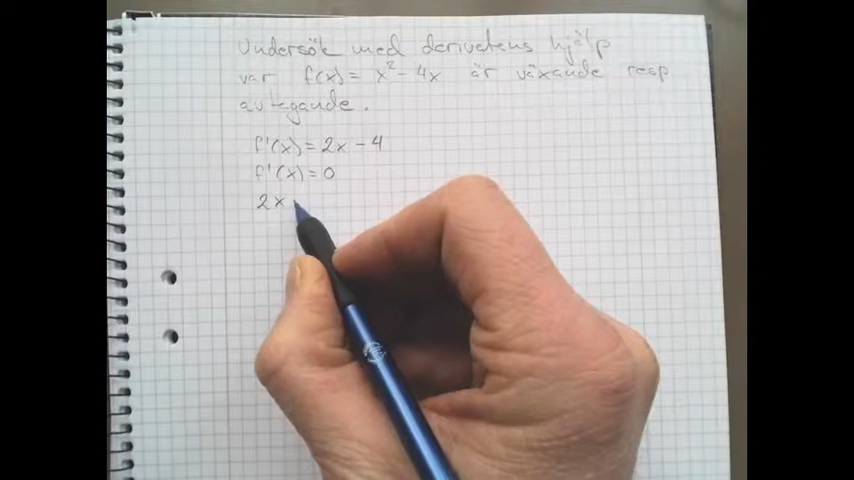 Undersök med derivatans hjälp
var f(x) = x² - 4x är växande resp
avtagande.
f'(x) = 2x - 4
f'(x) = 0
2x